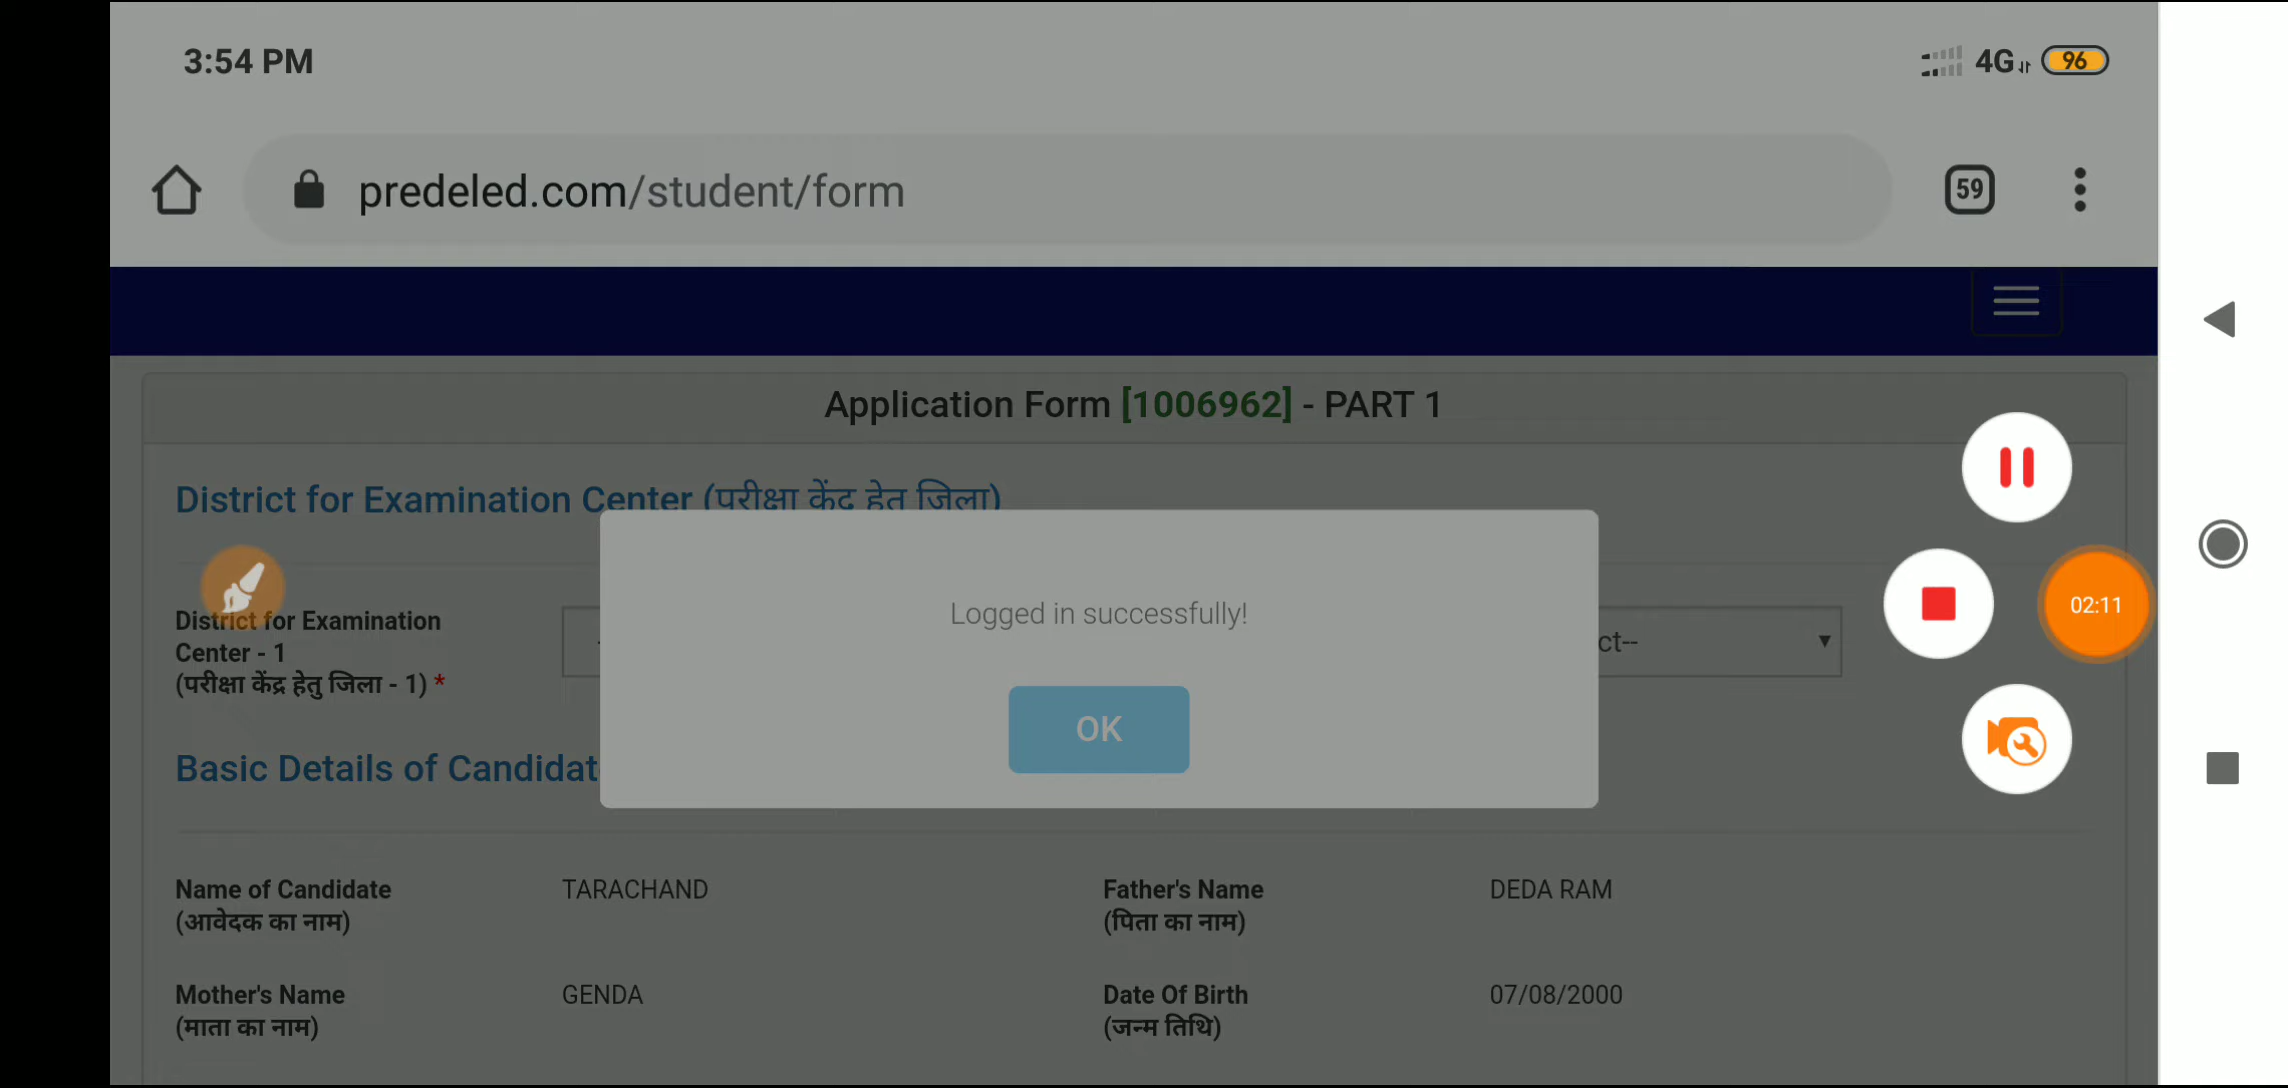 3:54 PM
4G 96
predeled.com/student/form
59
Application Form [1006962] - PART 1
District for Examination Center (परीक्षा केंद्र हेतु जिला)
District for Examination
Center - 1
(परीक्षा केंद्र हेतु जिला - 1) *
ct--
Logged in successfully!
OK
02:11
Basic Details of Candidat
Name of Candidate
(आवेदक का नाम)
TARACHAND
Father's Name
(पिता का नाम)
DEDA RAM
Mother's Name
(माता का नाम)
GENDA
Date Of Birth
(जन्म तिथि)
07/08/2000